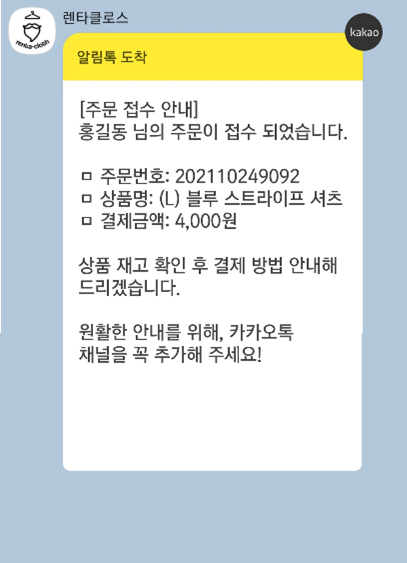 렌타클로스
renta-cloth
kakao
알림톡 도착
[주문 접수 안내]
홍길동 님의 주문이 접수 되었습니다.
ㅁ 주문번호: 202110249092
ㅁ 상품명: (L) 블루 스트라이프 셔츠
ㅁ 결제금액: 4,000원
상품 재고 확인 후 결제 방법 안내해
드리겠습니다.
원활한 안내를 위해, 카카오톡
채널을 꼭 추가해 주세요!